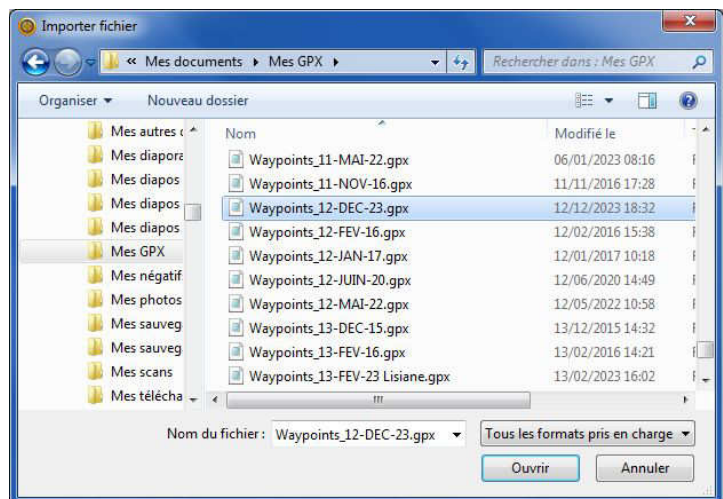 Importer fichier
« Mes documents Mes GPX
Rechercher dans : Mes GPX
Organiser Nouveau dossier
Nom Modifié le
Mes autres
Mes diapora
Mes diapos
Mes diapos
Mes diapos
Mes GPX
Mes négatif
Mes photos
Mes sauveg
Mes sauveg
Mes scans
Mes télécha
Waypoints_11-MAI-22.gpx 06/01/2023 08:16
Waypoints_11-NOV-16.gpx 11/11/2016 17:28
Waypoints_12-DEC-23.gpx 12/12/2023 18:32
Waypoints_12-FEV-16.gpx 12/02/2016 15:38
Waypoints_12-JAN-17.gpx 12/01/2017 10:18
Waypoints_12-JUIN-20.gpx 12/06/2020 14:49
Waypoints_12-MAI-22.gpx 12/05/2022 10:58
Waypoints_13-DEC-15.gpx 13/12/2015 14:32
Waypoints_13-FEV-16.gpx 13/02/2016 14:21
Waypoints_13-FEV-23 Lisiane.gpx 13/02/2023 16:02
Nom du fichier : Waypoints_12-DEC-23.gpx Tous les formats pris en charge
Ouvrir Annuler